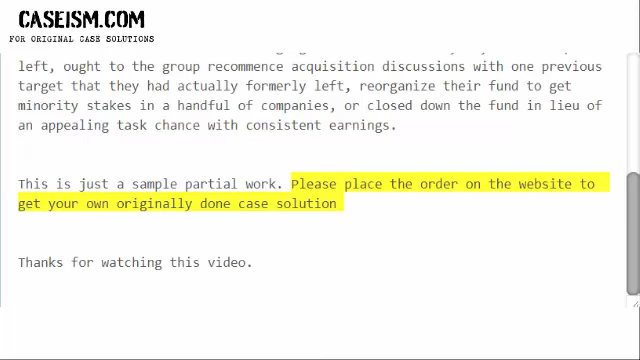 CASEISM.COM
FOR ORIGINAL CASE SOLUTIONS
left, ought to the group recommence acquisition discussions with one previous
target that they had actually formerly left, reorganize their fund to get
minority stakes in a handful of companies, or closed down the fund in lieu of
an appealing task chance with consistent earnings.
This is just a sample partial work. Please place the order on the website to
get your own originally done case solution
Thanks for watching this video.